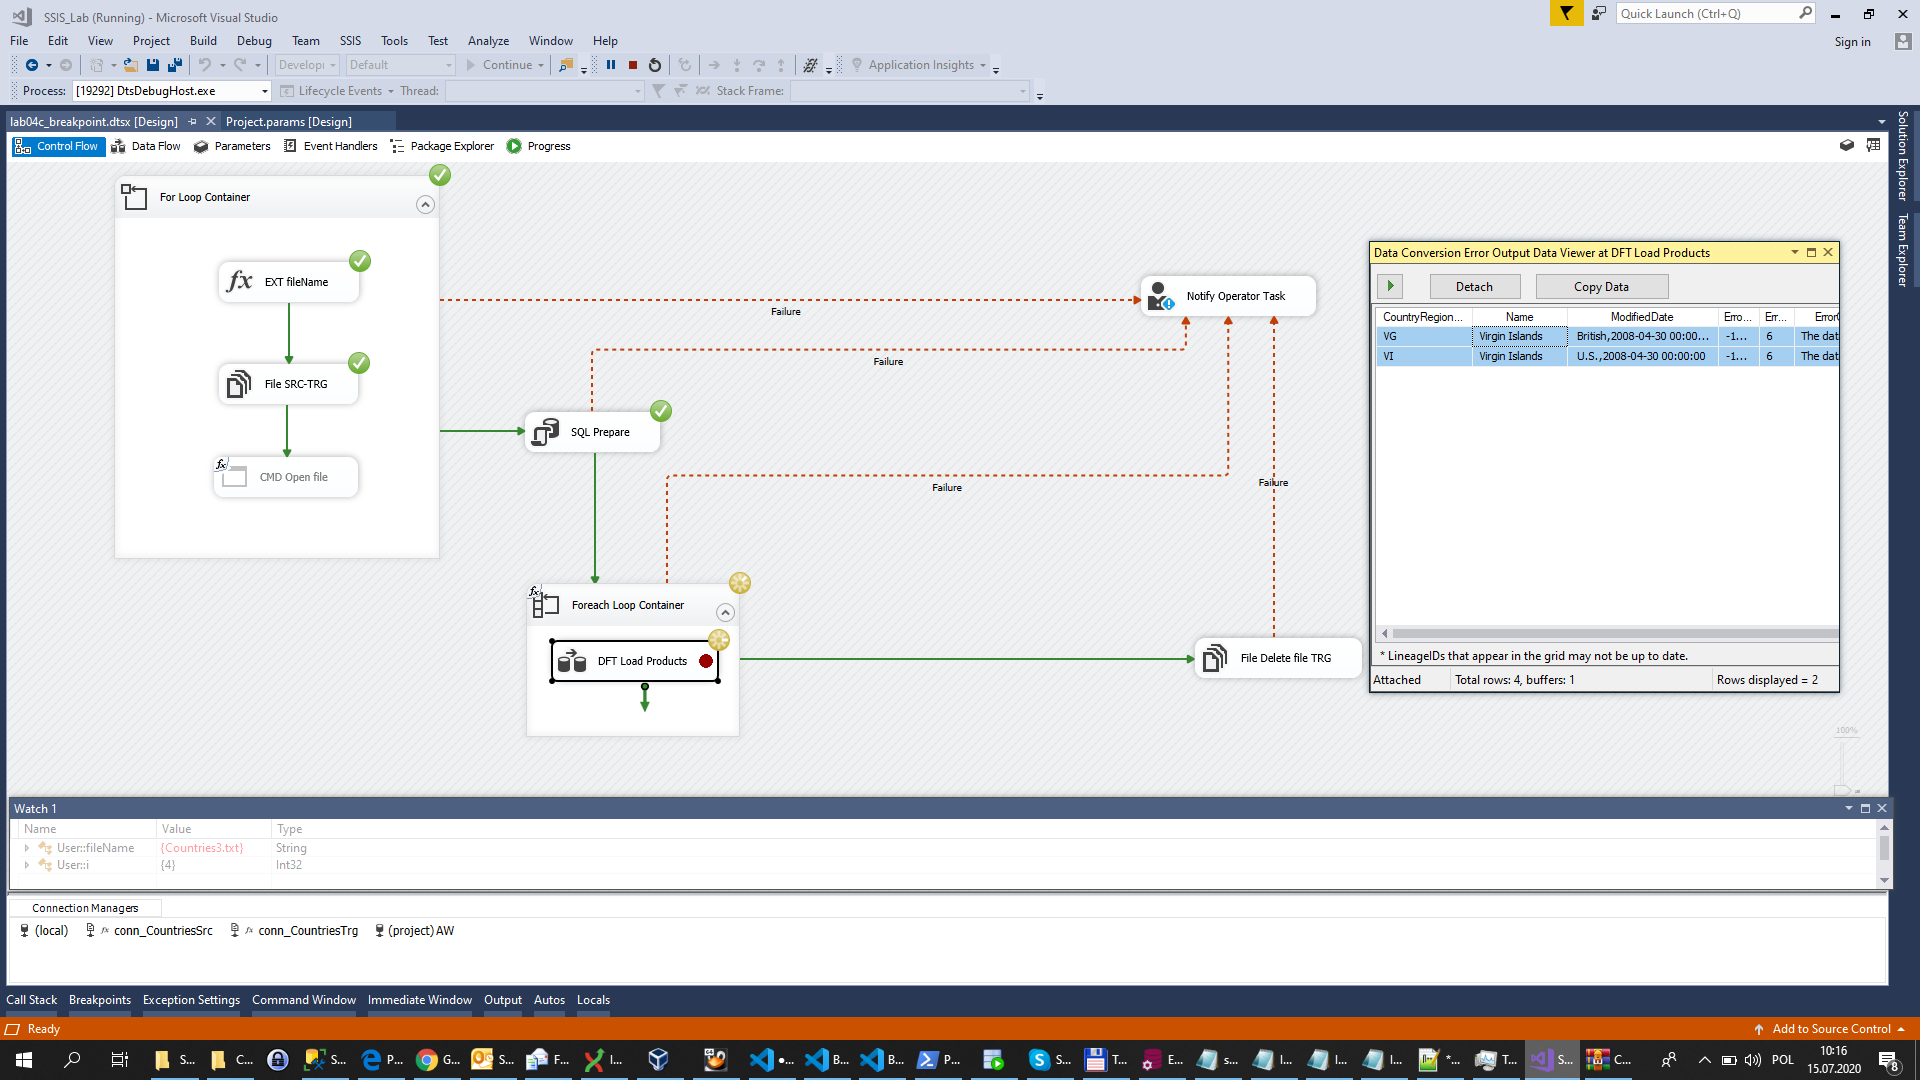 SSIS_Lab (Running) - Microsoft Visual Studio
Quick Launch (Ctrl+Q)
File Edit View Project Build Debug Team SSIS Tools Test Analyze Window Help
Sign in
Develop Default Continue Application Insights
Process: [19292] DtsDebugHost.exe Lifecycle Events Thread: Stack Frame:
lab04c_breakpoint.dtsx [Design] Project.params [Design]
Control Flow Data Flow Parameters Event Handlers Package Explorer Progress
Solution Explorer
Team Explorer
For Loop Container
EXT fileName
File SRC-TRG
fx CMD Open file
Failure
Notify Operator Task
Failure
SQL Prepare
Failure
Failure
fx Foreach Loop Container
DFT Load Products
File Delete file TRG
Data Conversion Error Output Data Viewer at DFT Load Products
Detach Copy Data
CountryRegion... Name ModifiedDate Erro... Err... Error
VG Virgin Islands British,2008-04-30 00:00... -1... 6 The dat
VI Virgin Islands U.S.,2008-04-30 00:00:00 -1... 6 The dat
* LineageIDs that appear in the grid may not be up to date.
Attached Total rows: 4, buffers: 1 Rows displayed = 2
100%
Watch 1
Name Value Type
User::fileName {Countries3.txt} String
User::i {4} Int32
Connection Managers
(local) fx conn_CountriesSrc fx conn_CountriesTrg (project) AW
Call Stack Breakpoints Exception Settings Command Window Immediate Window Output Autos Locals
Ready
Add to Source Control
S... C... S... P... G... S... F... I... S... •... B... B... P... S... T... E... s... I... I... I... *... T... S... C...
POL
10:16
15.07.2020
8